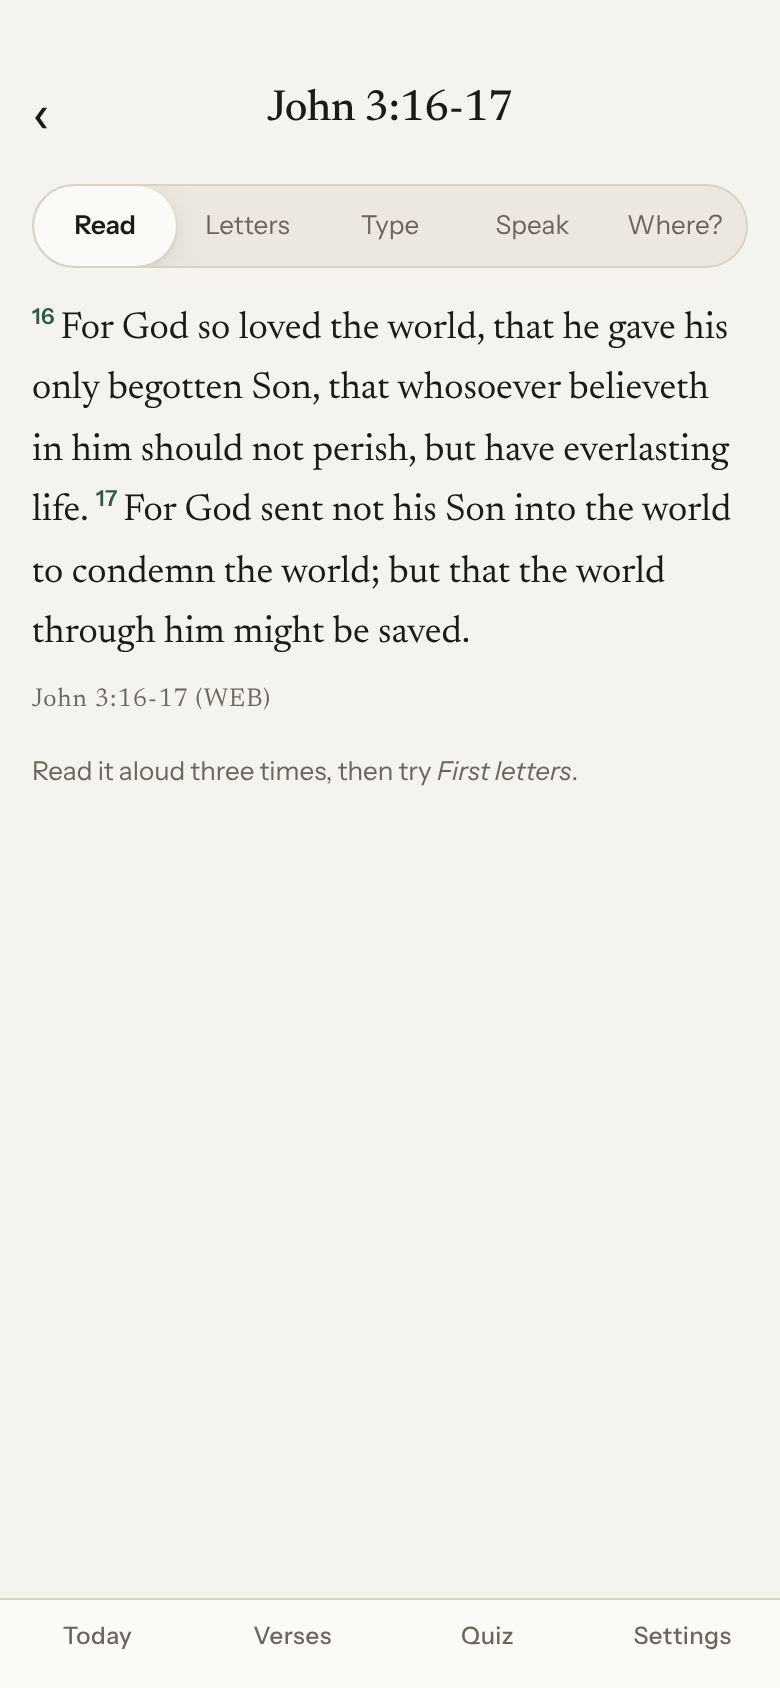 ‹
John 3:16-17
Read Letters Type Speak Where?
16 For God so loved the world, that he gave his
only begotten Son, that whosoever believeth
in him should not perish, but have everlasting
life. 17 For God sent not his Son into the world
to condemn the world; but that the world
through him might be saved.
John 3:16-17 (WEB)
Read it aloud three times, then try First letters.
Today Verses Quiz Settings